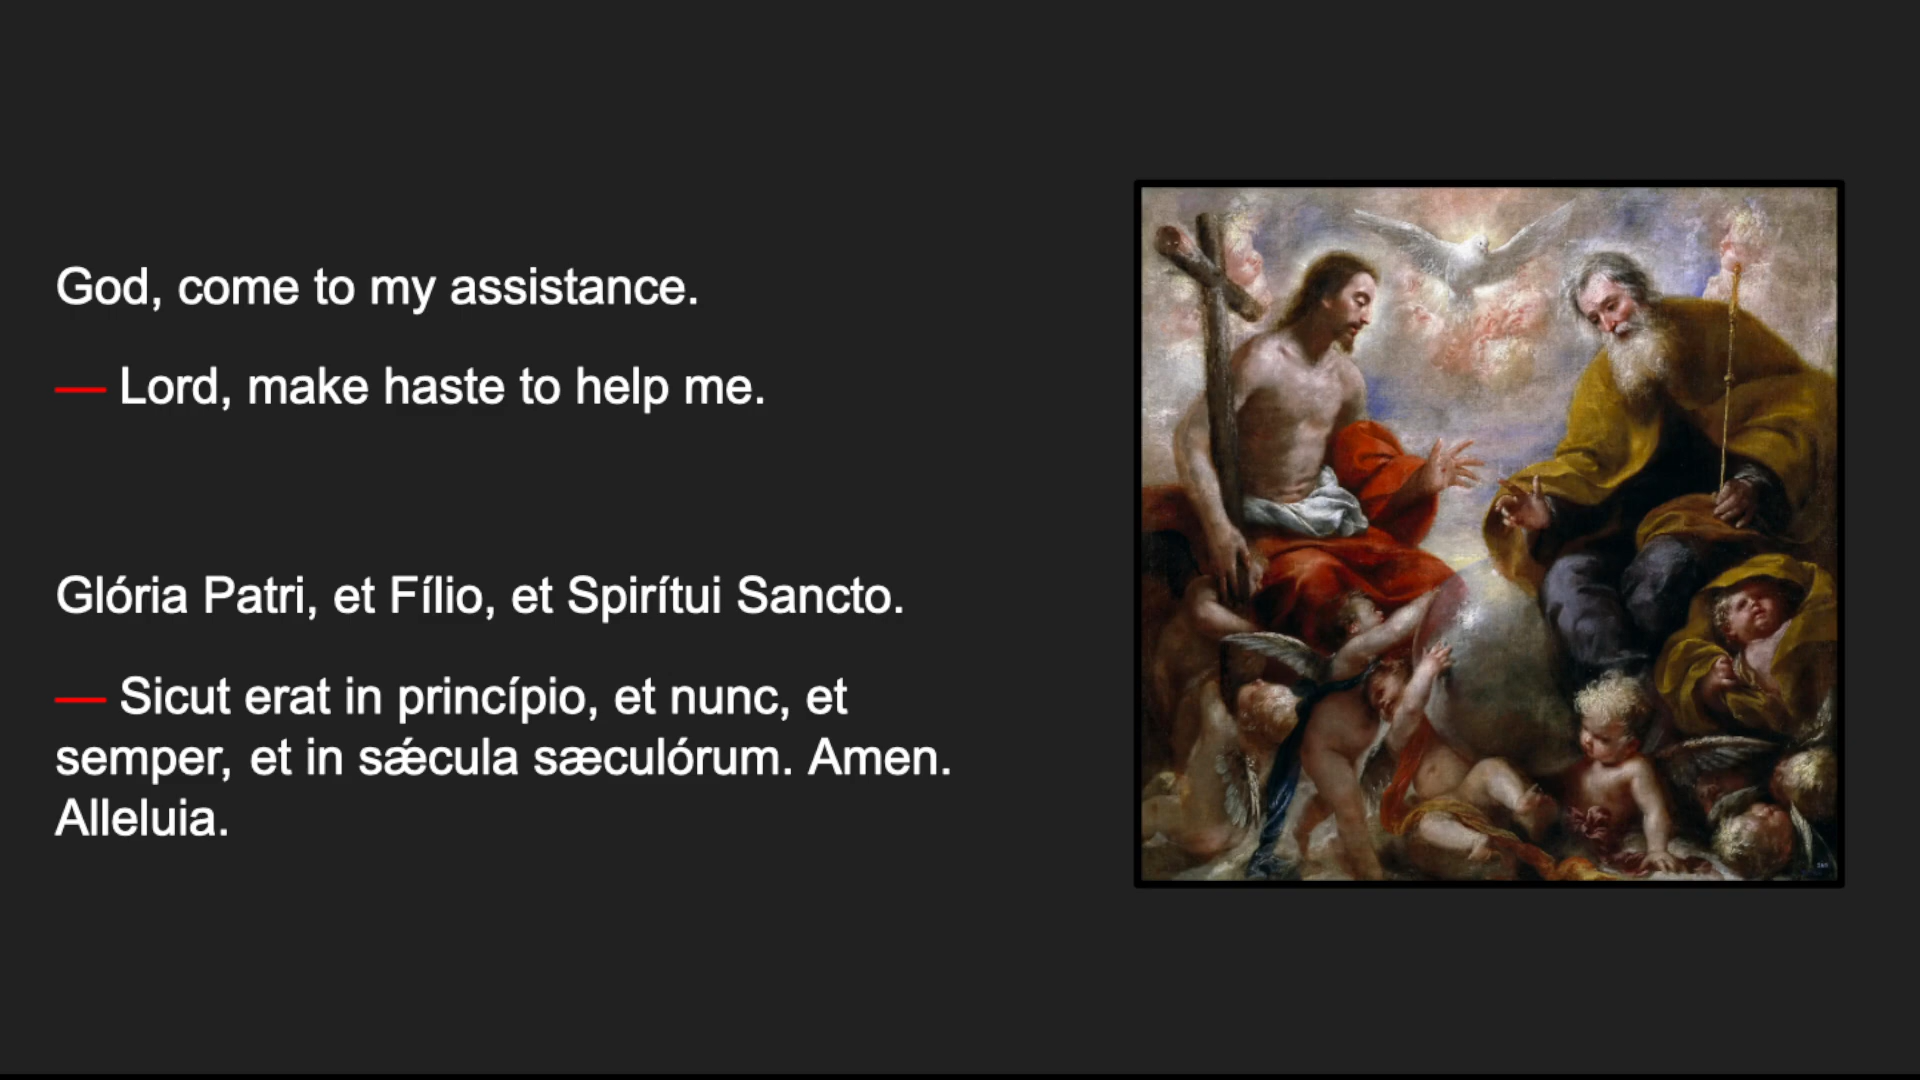 God, come to my assistance.
— Lord, make haste to help me.
Glória Patri, et Fílio, et Spirítui Sancto.
— Sicut erat in princípio, et nunc, et
semper, et in sǽcula sæculórum. Amen.
Alleluia.